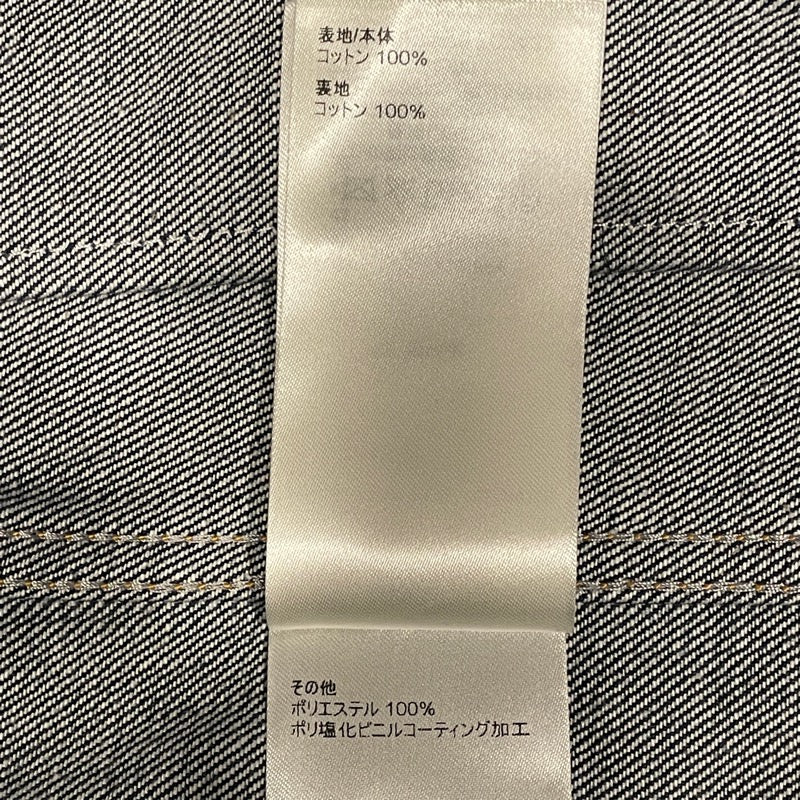 表地/本体
コットン 100%
裏地
コットン 100%
その他
ポリエステル 100%
ポリ塩化ビニルコーティング加工